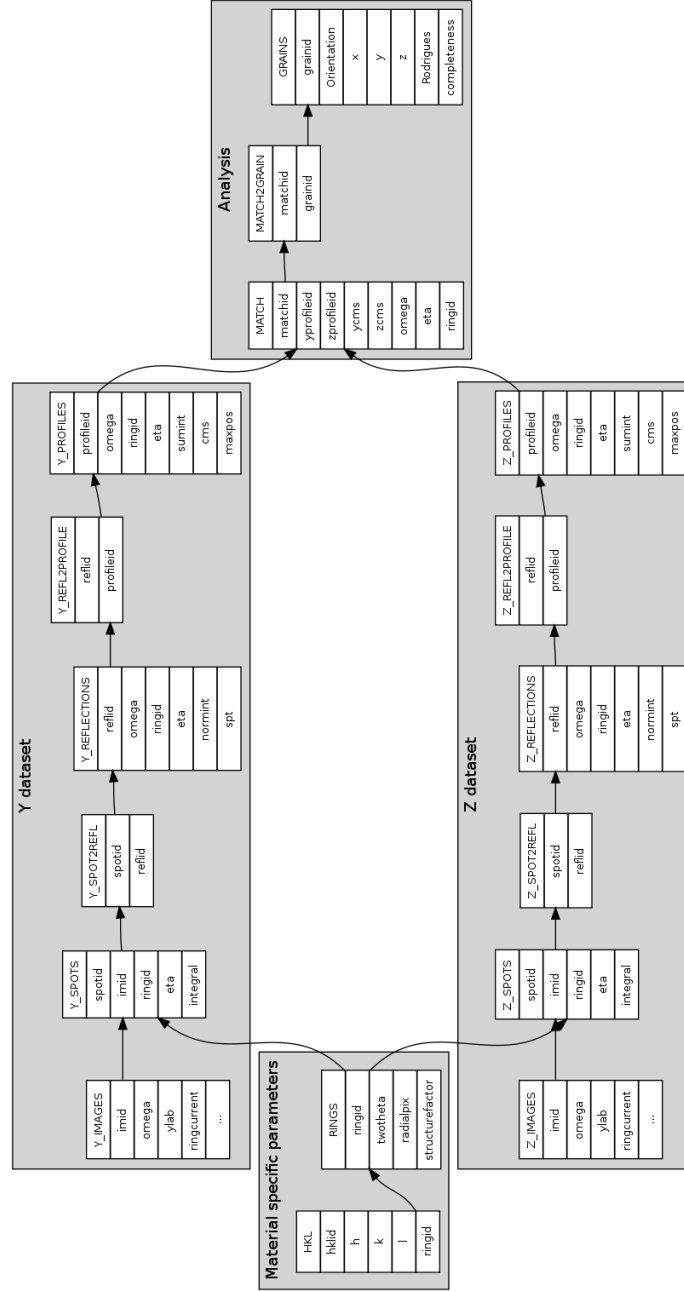 Y dataset
Y_IMAGES
imid
omega
ylab
ringcurrent
...
Y_SPOTS
spotid
imid
ringid
eta
integral
Y_SPOT2REFL
spotid
reflid
Y_REFLECTIONS
reflid
omega
ringid
eta
normint
spt
Y_REFL2PROFILE
reflid
profileid
Y_PROFILES
profileid
omega
ringid
eta
sumint
cms
maxpos
Material specific parameters
HKL
hklid
h
k
l
ringid
RINGS
ringid
twotheta
radialpix
structurefactor
Analysis
MATCH
matchid
yprofileid
zprofileid
ycms
zcms
omega
eta
ringid
MATCH2GRAIN
matchid
grainid
GRAINS
grainid
Orientation
x
y
z
Rodrigues
completeness
Z dataset
Z_IMAGES
imid
omega
ylab
ringcurrent
...
Z_SPOTS
spotid
imid
ringid
eta
integral
Z_SPOT2REFL
spotid
reflid
Z_REFLECTIONS
reflid
omega
ringid
eta
normint
spt
Z_REFL2PROFILE
reflid
profileid
Z_PROFILES
profileid
omega
ringid
eta
sumint
cms
maxpos